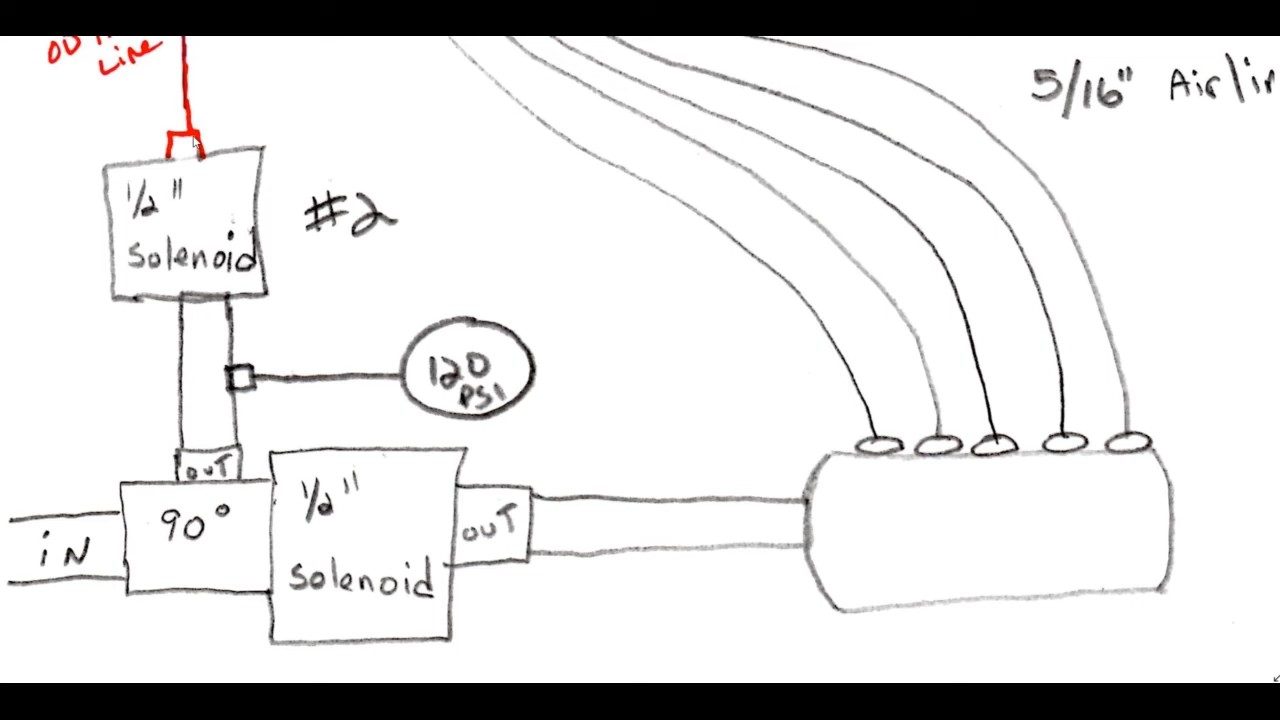 Line
5/16" Air
1/2"
solenoid
#2
120
PSI
OUT
1/2"
90°
OUT
iN
solenoid